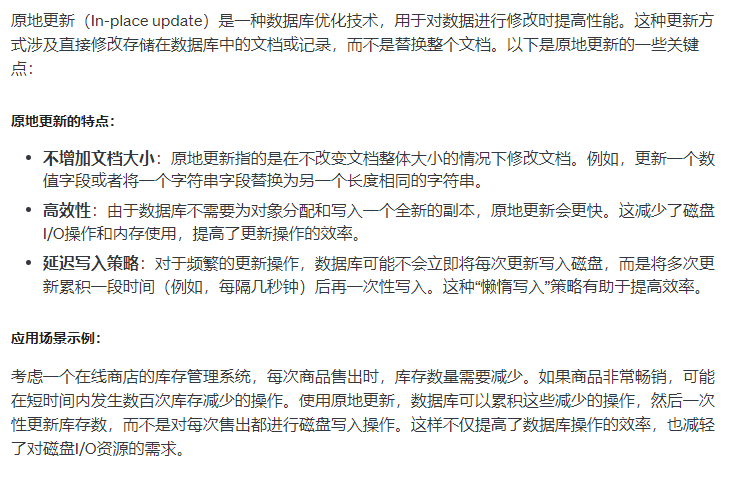 原地更新（In-place update）是一种数据库优化技术，用于对数据进行修改时提高性能。这种更新方
式涉及直接修改存储在数据库中的文档或记录，而不是替换整个文档。以下是原地更新的一些关键
点：
原地更新的特点：
• 不增加文档大小：原地更新指的是在不改变文档整体大小的情况下修改文档。例如，更新一个数
值字段或者将一个字符串字段替换为另一个长度相同的字符串。
• 高效性：由于数据库不需要为对象分配和写入一个全新的副本，原地更新会更快。这减少了磁盘
I/O操作和内存使用，提高了更新操作的效率。
• 延迟写入策略：对于频繁的更新操作，数据库可能不会立即将每次更新写入磁盘，而是将多次更
新累积一段时间（例如，每隔几秒钟）后再一次性写入。这种“懒惰写入”策略有助于提高效率。
应用场景示例：
考虑一个在线商店的库存管理系统，每次商品售出时，库存数量需要减少。如果商品非常畅销，可能
在短时间内发生数百次库存减少的操作。使用原地更新，数据库可以累积这些减少的操作，然后一次
性更新库存数，而不是对每次售出都进行磁盘写入操作。这样不仅提高了数据库操作的效率，也减轻
了对磁盘I/O资源的需求。